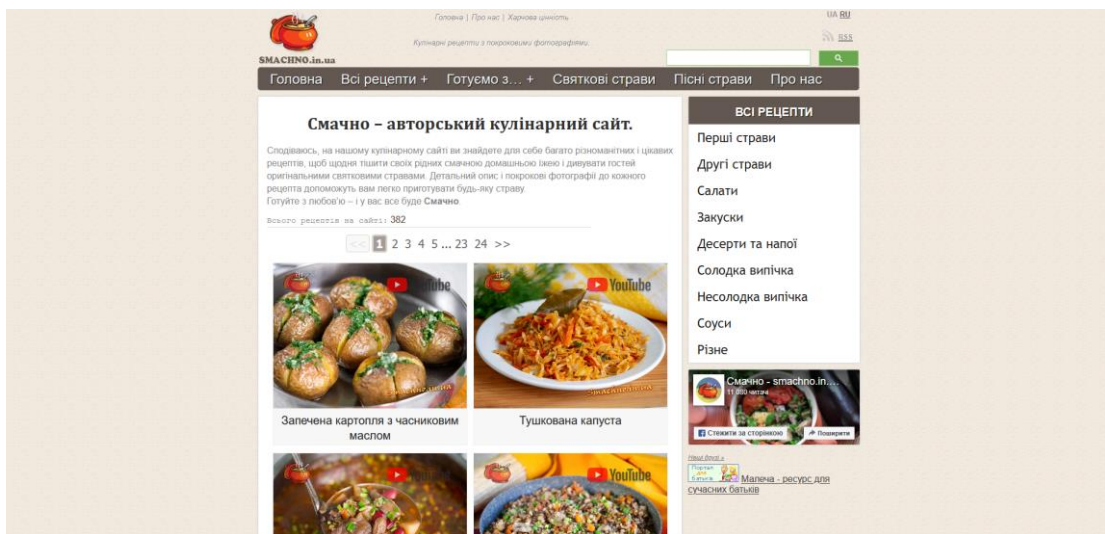 Головна | Про нас | Харчова цінність
UA RU
Кулінарні рецепти з покроковими фотографіями.
RSS
SMACHNO.in.ua
Головна Всі рецепти + Готуємо з... + Святкові страви Пісні страви Про нас
Смачно – авторський кулінарний сайт.
Сподіваюсь, на нашому кулінарному сайті ви знайдете для себе багато різноманітних і цікавих
рецептів, щоб щодня тішити своїх рідних смачною домашньою їжею і дивувати гостей
оригінальними святковими стравами. Детальний опис і покрокові фотографії до кожного
рецепта допоможуть вам легко приготувати будь-яку страву.
Готуйте з любов'ю – і у вас все буде Смачно.
Всього рецептів на сайті: 382
<< 1 2 3 4 5 ... 23 24 >>
YouTube
YouTube
Запечена картопля з часниковим
маслом
Тушкована капуста
YouTube
YouTube
ВСІ РЕЦЕПТИ
Перші страви
Другі страви
Салати
Закуски
Десерти та напої
Солодка випічка
Несолодка випічка
Соуси
Різне
Смачно - smachno.in....
Стежити за сторінкою
Поширити
Наші друзі »
Малеча - ресурс для
сучасних батьків